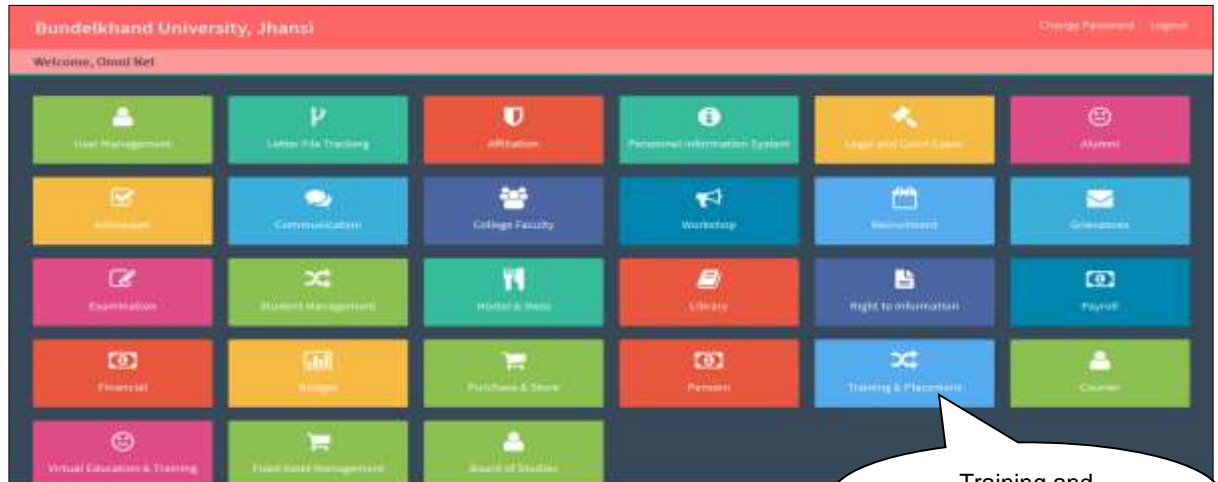 Bundelkhand University, Jhansi
Change Password Logout
Welcome, Omni Net
User Management Letter File Tracking Affiliation Personnel Information System Legal and Court Cases Alumni
Admission Communication College Faculty Workshop Recruitment Grievances
Examination Student Management Hostel & Mess Library Right to Information Payroll
Financial Budget Purchase & Store Pension Training & Placement Courier
Virtual Education & Training Fixed Asset Management Board of Studies
Training and